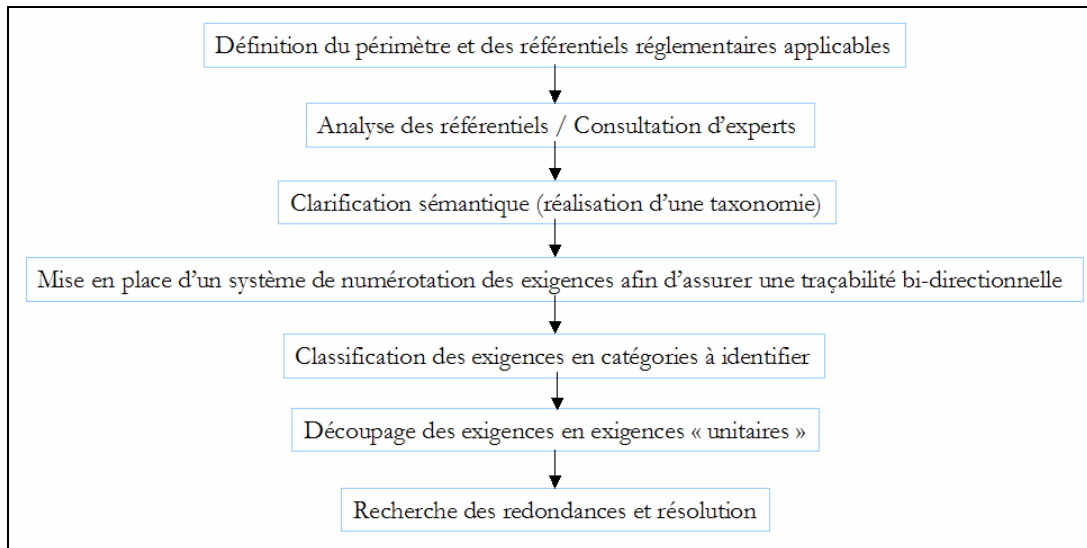 Définition du périmètre et des référentiels réglementaires applicables
Analyse des référentiels / Consultation d'experts
Clarification sémantique (réalisation d'une taxonomie)
Mise en place d'un système de numérotation des exigences afin d'assurer une traçabilité bi-directionnelle
Classification des exigences en catégories à identifier
Découpage des exigences en exigences « unitaires »
Recherche des redondances et résolution